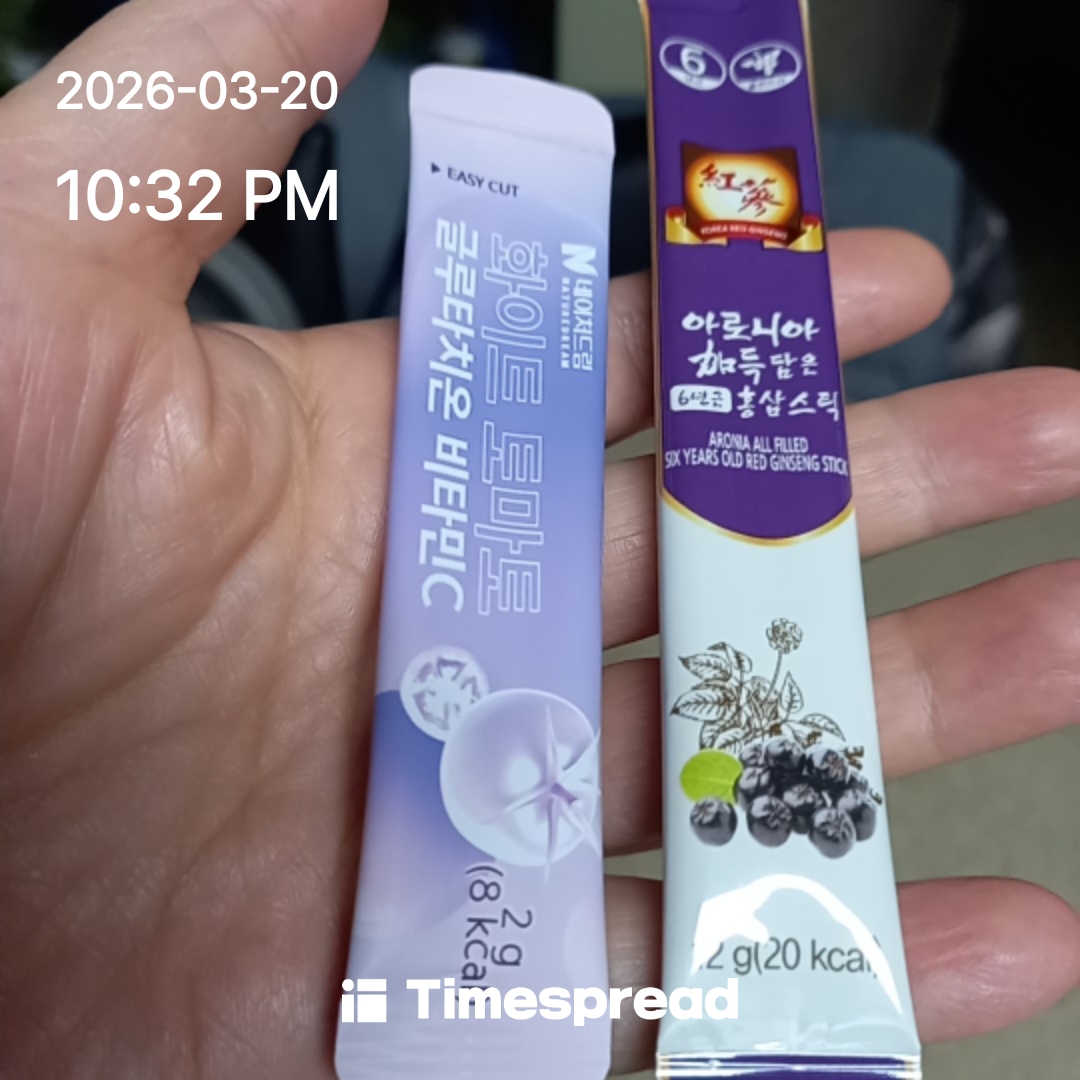 2026-03-20
10:32 PM
EASY CUT
N네이처드림
NATUREDREAM
화이트 토마토
글루타치온 비타민C
2 g
(8 kcal)
6
紅蔘
KOREA RED GINSENG
아로니아
加득담은
6년근 홍삼스틱
ARONIA ALL FILLED
SIX YEARS OLD RED GINSENG STICK
12 g(20 kcal)
Timespread